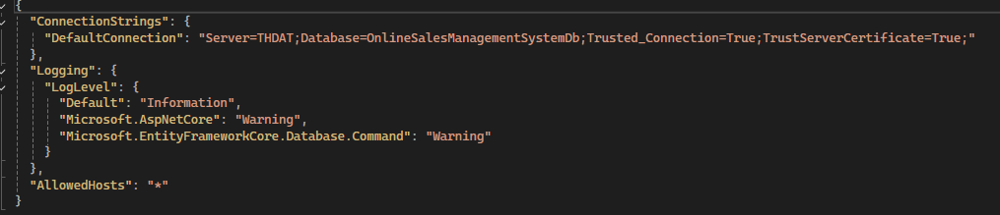 {
"ConnectionStrings": {
"DefaultConnection": "Server=THDAT;Database=OnlineSalesManagementSystemDb;Trusted_Connection=True;TrustServerCertificate=True;"
},
"Logging": {
"LogLevel": {
"Default": "Information",
"Microsoft.AspNetCore": "Warning",
"Microsoft.EntityFrameworkCore.Database.Command": "Warning"
}
},
"AllowedHosts": "*"
}